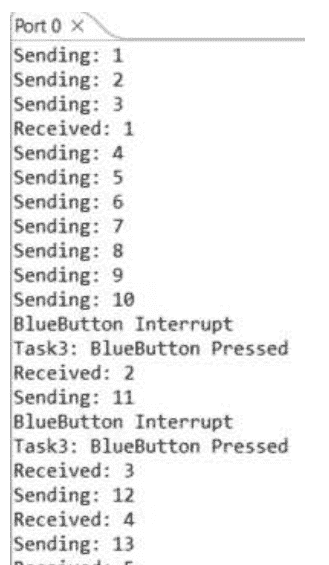 Port 0 ×
Sending: 1
Sending: 2
Sending: 3
Received: 1
Sending: 4
Sending: 5
Sending: 6
Sending: 7
Sending: 8
Sending: 9
Sending: 10
BlueButton Interrupt
Task3: BlueButton Pressed
Received: 2
Sending: 11
BlueButton Interrupt
Task3: BlueButton Pressed
Received: 3
Sending: 12
Received: 4
Sending: 13